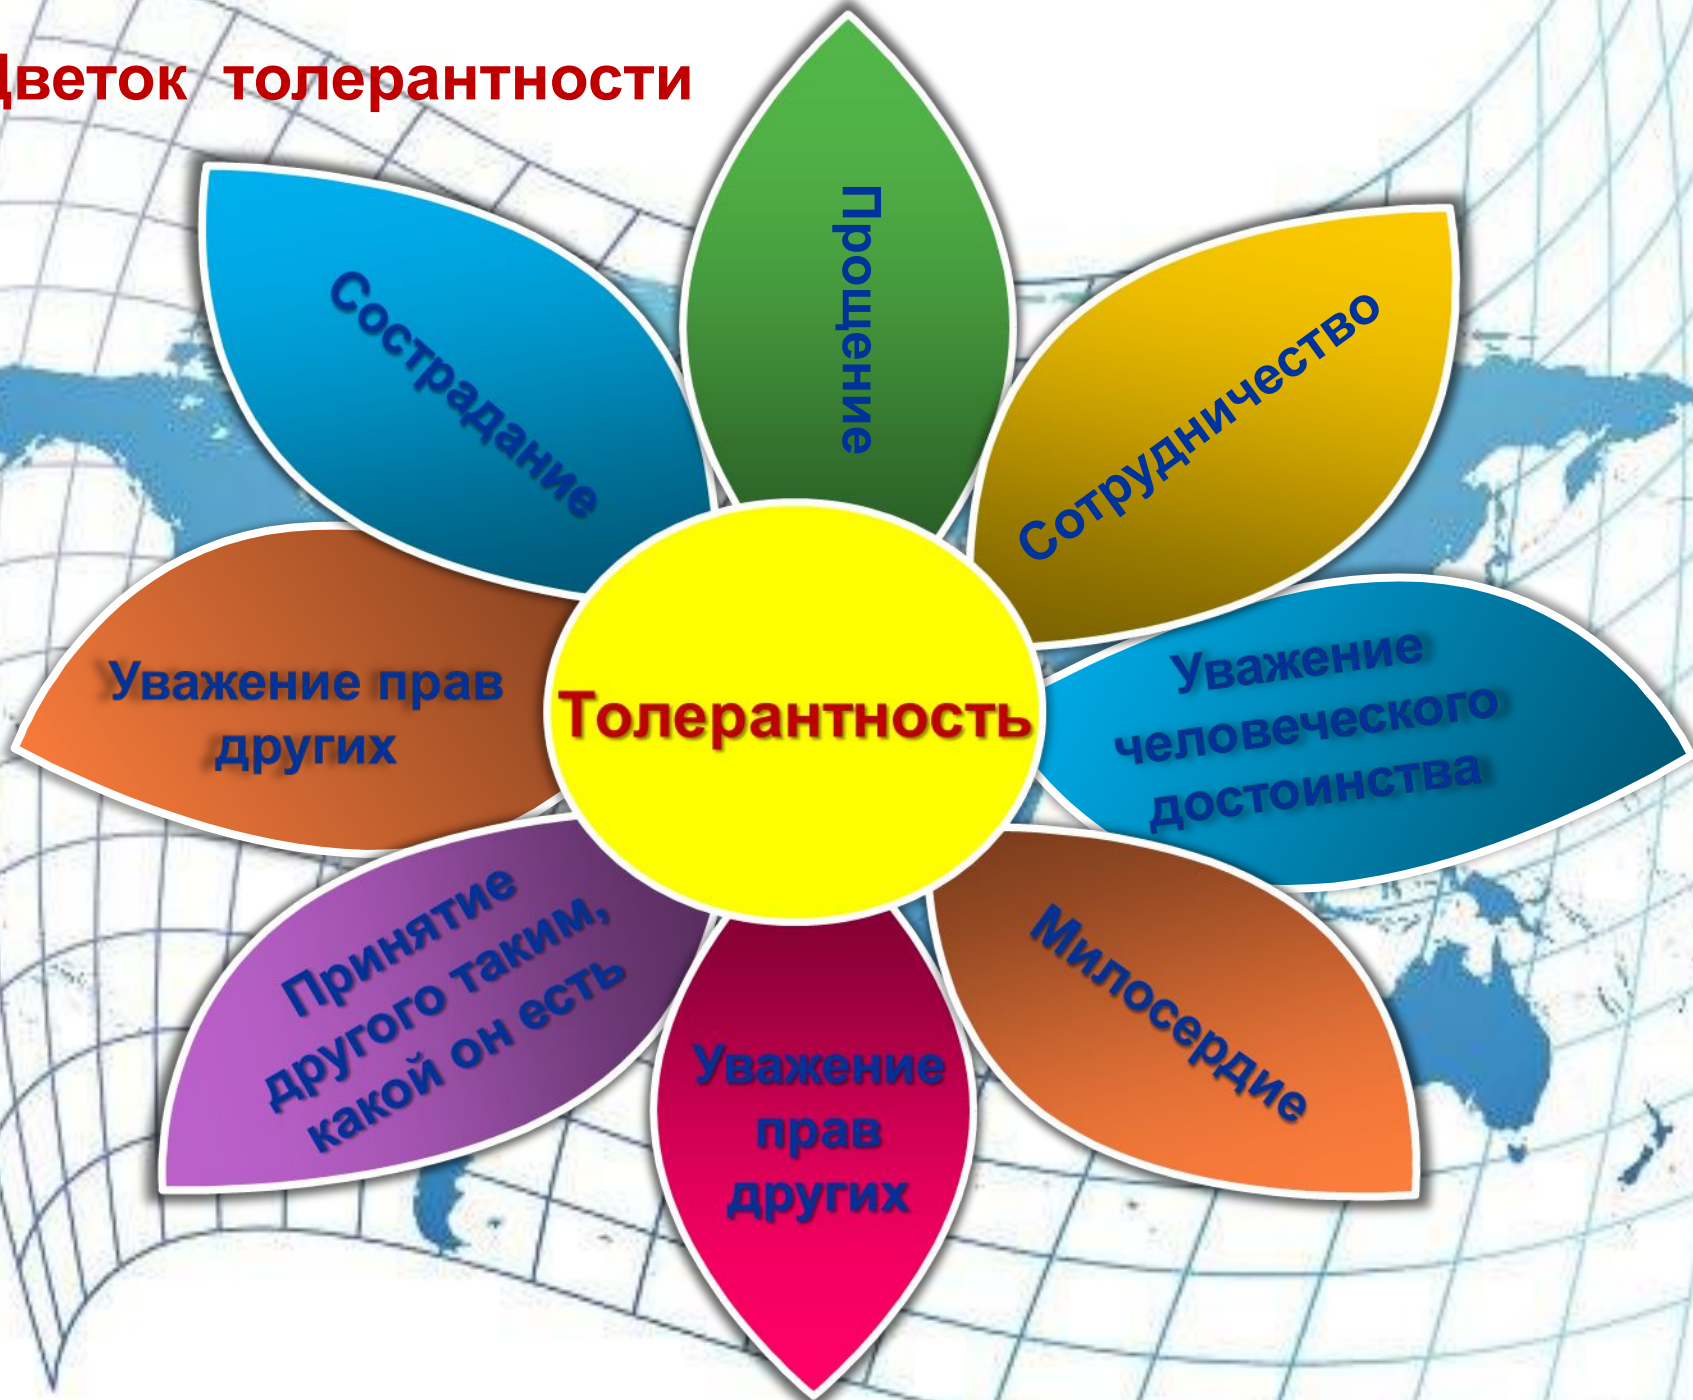 Цветок толерантности
Прощение
Сотрудничество
Уважение
человеческого
достоинства
Милосердие
Уважение
прав
других
Принятие
другого таким,
какой он есть
Уважение прав
других
Сострадание
Толерантность